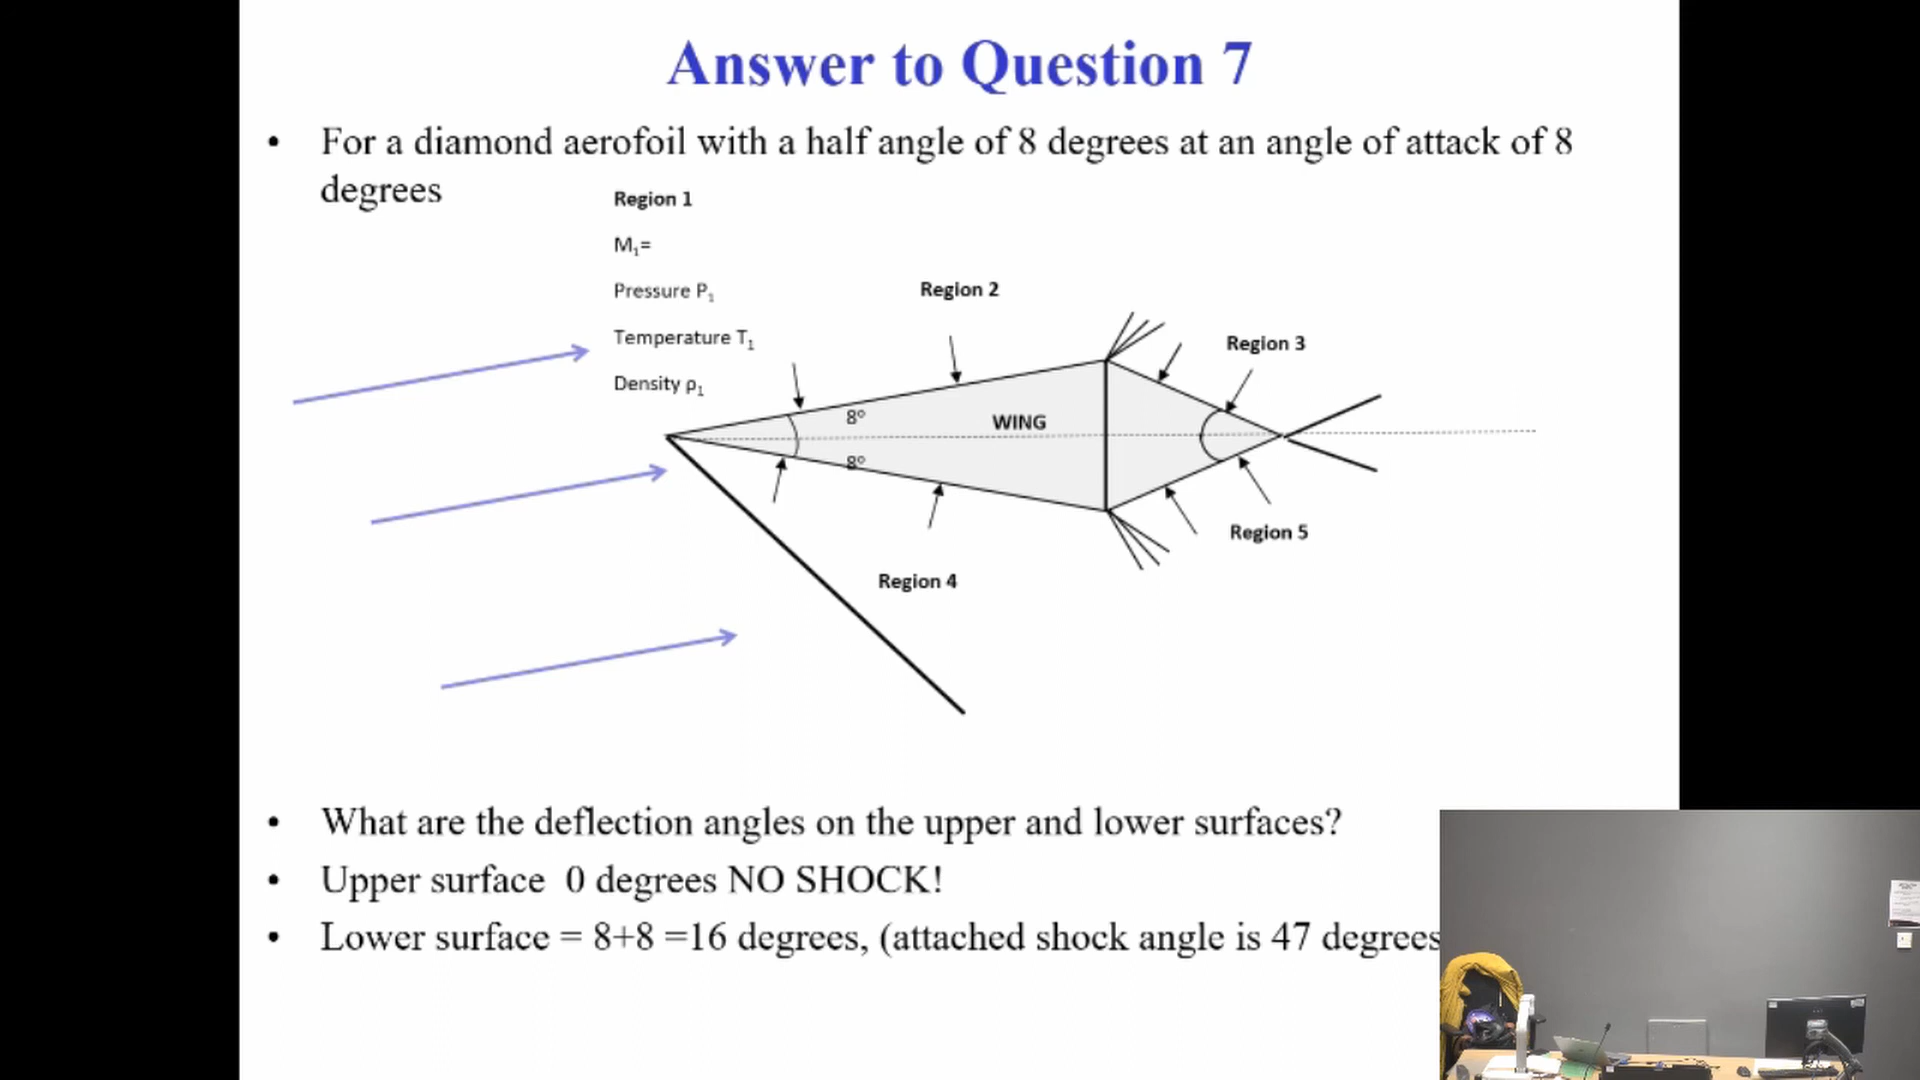 Answer to Question 7
• For a diamond aerofoil with a half angle of 8 degrees at an angle of attack of 8
degrees
Region 1
M₁=
Pressure P₁
Temperature T₁
Density ρ₁
Region 2
Region 3
8°
WING
8°
Region 5
Region 4
• What are the deflection angles on the upper and lower surfaces?
• Upper surface 0 degrees NO SHOCK!
• Lower surface = 8+8 =16 degrees, (attached shock angle is 47 degrees